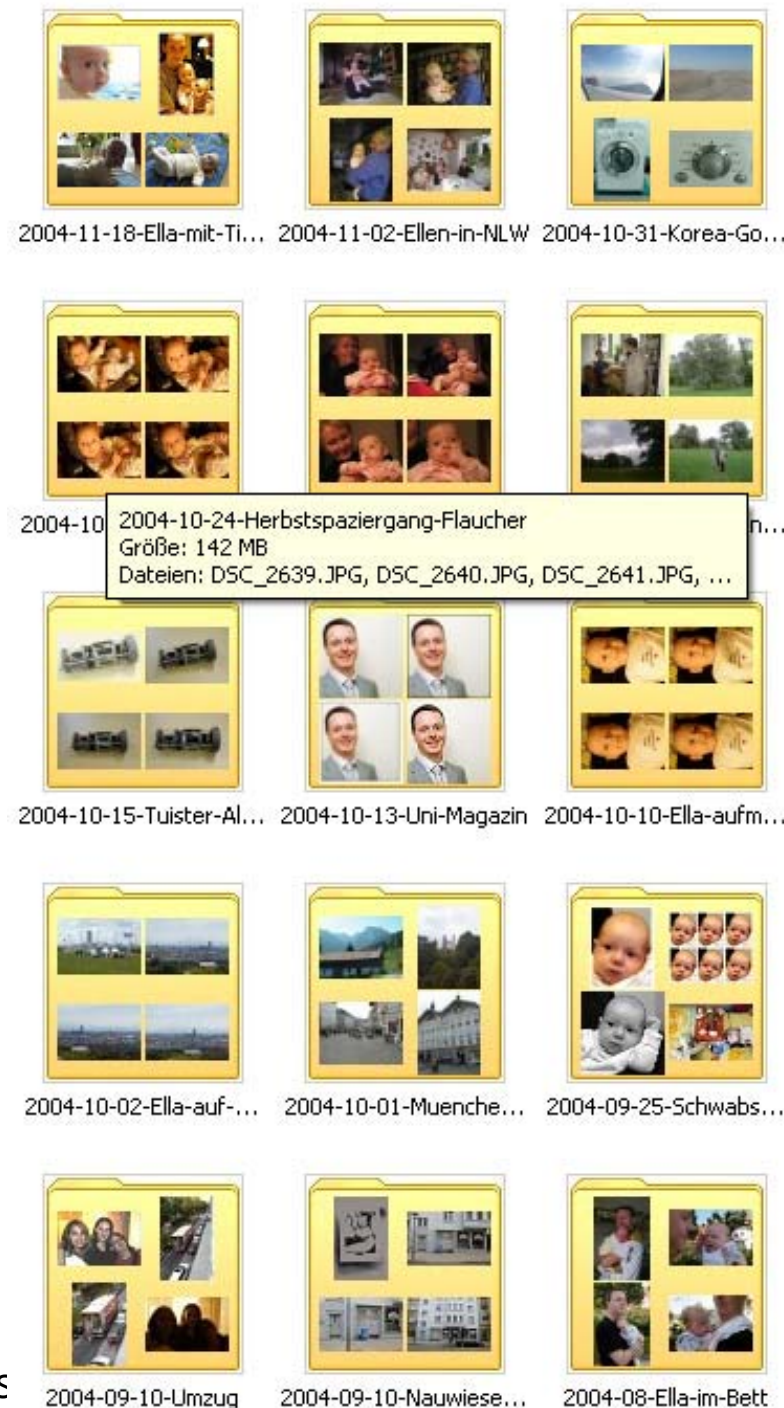 2004-11-18-Ella-mit-Ti... 2004-11-02-Ellen-in-NLW 2004-10-31-Korea-Go...
2004-10 n...
2004-10-24-Herbstspaziergang-Flaucher
Größe: 142 MB
Dateien: DSC_2639.JPG, DSC_2640.JPG, DSC_2641.JPG, ...
2004-10-15-Tuister-Al... 2004-10-13-Uni-Magazin 2004-10-10-Ella-aufm...
2004-10-02-Ella-auf-... 2004-10-01-Muenche... 2004-09-25-Schwabs...
s
2004-09-10-Umzug 2004-09-10-Nauwiese... 2004-08-Ella-im-Bett